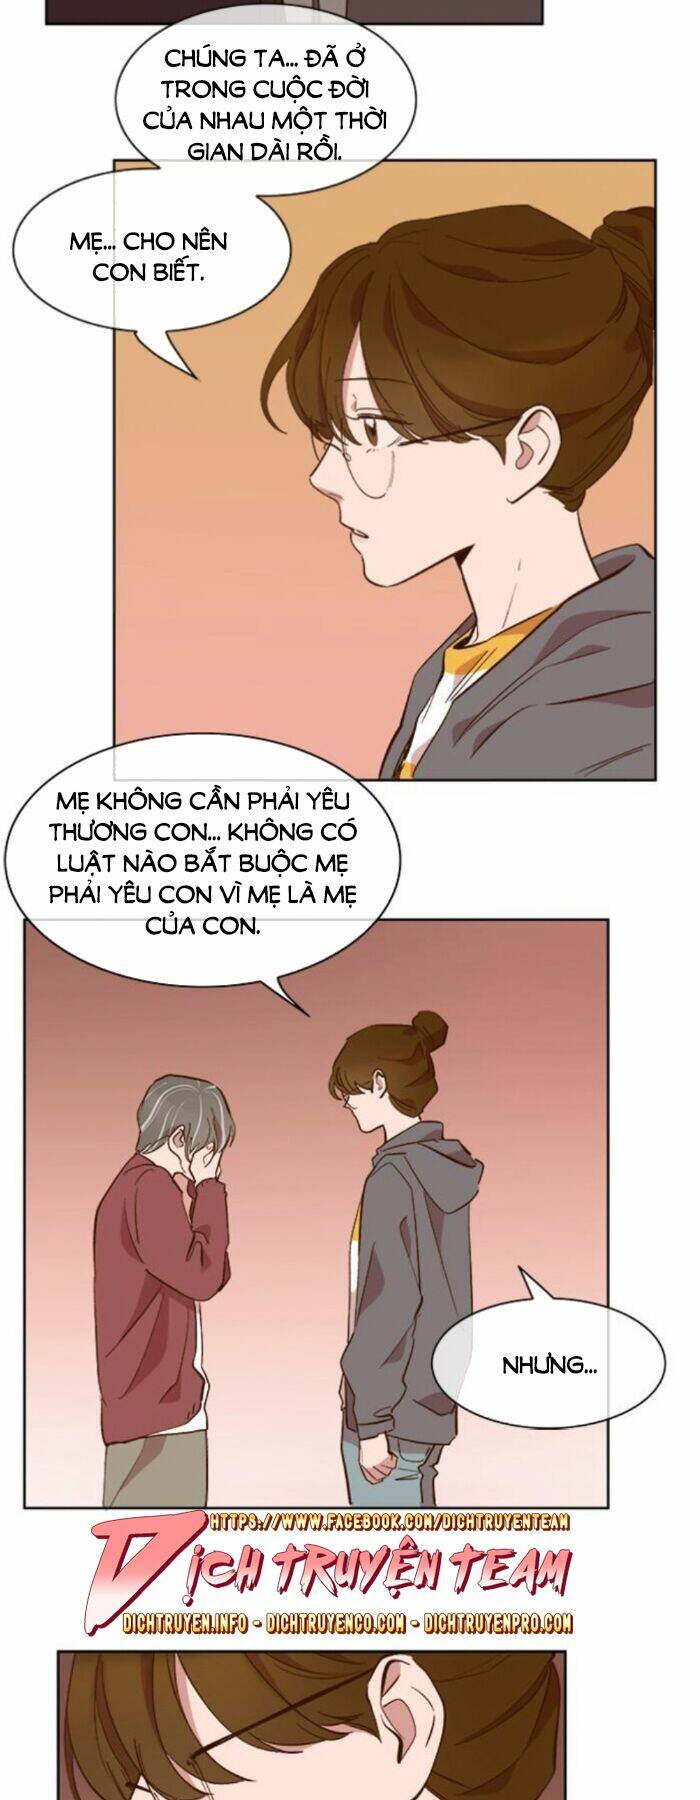 CHÚNG TA... ĐÃ Ở
TRONG CUỘC ĐỜI
CỦA NHAU MỘT THỜI
GIAN DÀI RỒI.
MẸ... CHO NÊN
CON BIẾT.
MẸ KHÔNG CẦN PHẢI YÊU
THƯƠNG CON... KHÔNG CÓ
LUẬT NÀO BẮT BUỘC MẸ
PHẢI YÊU CON VÌ MẸ LÀ MẸ
CỦA CON.
NHƯNG...
HTTPS://WWW.FACEBOOK.COM/DICHTRUYENTEAM
DỊCH TRUYỆN TEAM
DICHTRUYEN.INFO - DICHTRUYENCO.COM - DICHTRUYENPRO.COM